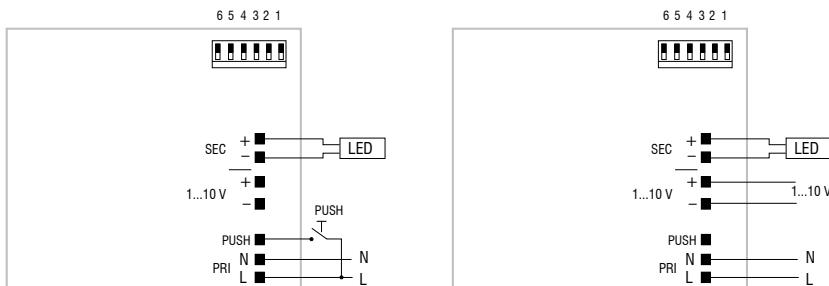 6 5 4 3 2 1
SEC + − LED
1...10 V + −
PUSH
PUSH
PRI N N
L L
6 5 4 3 2 1
SEC + − LED
1...10 V + − 1...10 V
PUSH
PRI N N
L L